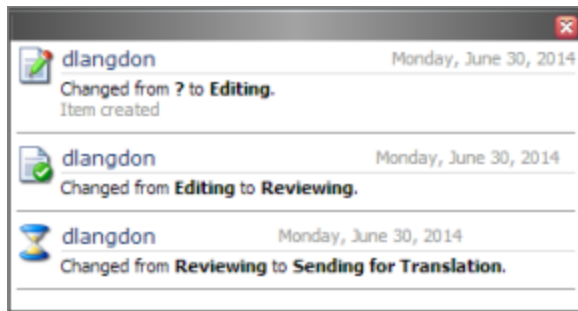 dlangdon Monday, June 30, 2014
Changed from ? to Editing.
Item created
dlangdon Monday, June 30, 2014
Changed from Editing to Reviewing.
dlangdon Monday, June 30, 2014
Changed from Reviewing to Sending for Translation.